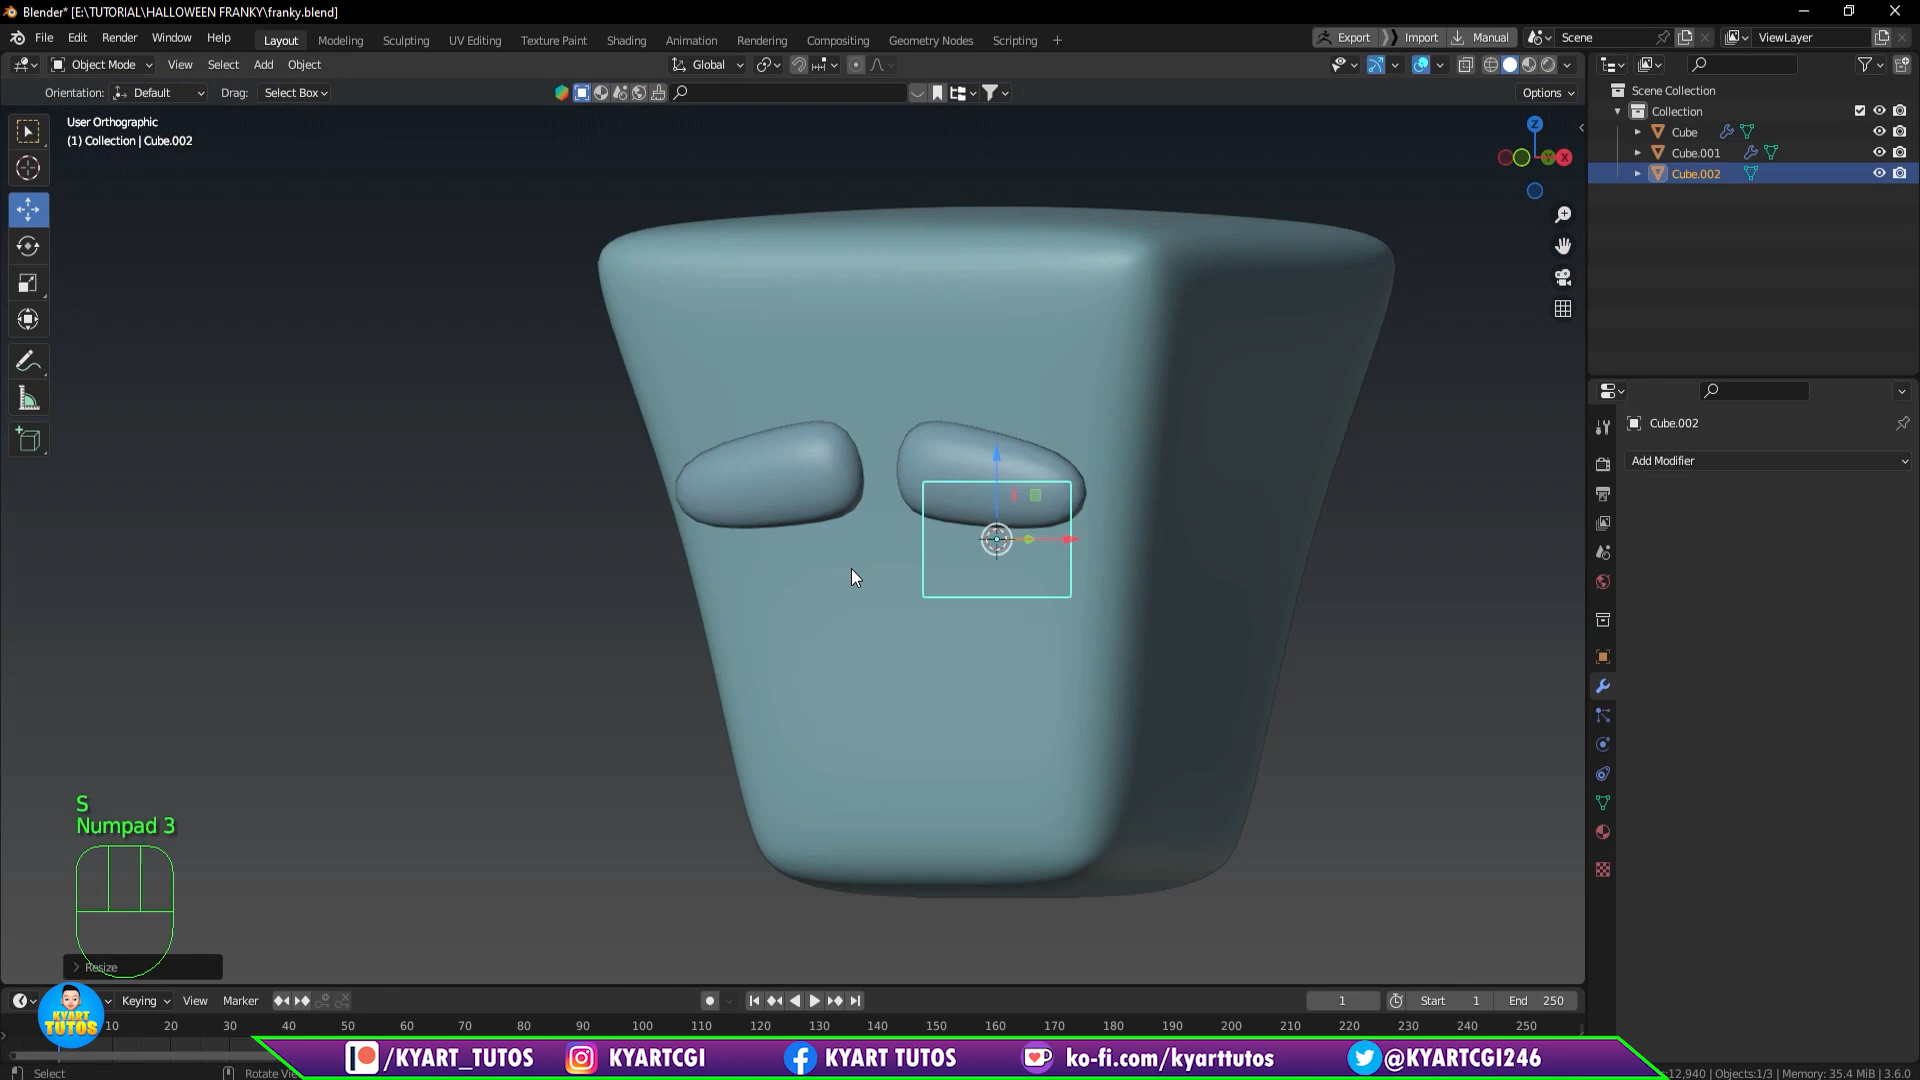 Blender* [E:\TUTORIAL\HALLOWEEN FRANKY\franky.blend]
File Edit Render Window Help Layout Modeling Sculpting UV Editing Texture Paint Shading Animation Rendering Compositing Geometry Nodes Scripting + Export Import Manual Scene ViewLayer
Object Mode View Select Add Object Global
Orientation: Default Drag: Select Box Options
User Orthographic
(1) Collection | Cube.002
Z
Y
X
Scene Collection
Collection
Cube
Cube.001
Cube.002
Cube.002
Add Modifier
S
Numpad 3
Resize
Keying View Marker 1 Start 1 End 250
10 20 30 40 50 60 70 80 90 100 110 120 130 140 150 160 170 180 190 200 210 220 230 240 250
KYART
TUTOS
/KYART_TUTOS KYARTCGI KYART TUTOS ko-fi.com/kyarttutos @KYARTCGI246
Select Rotate Vie :12,940 | Objects:1/3 | Memory: 35.4 MiB | 3.6.0